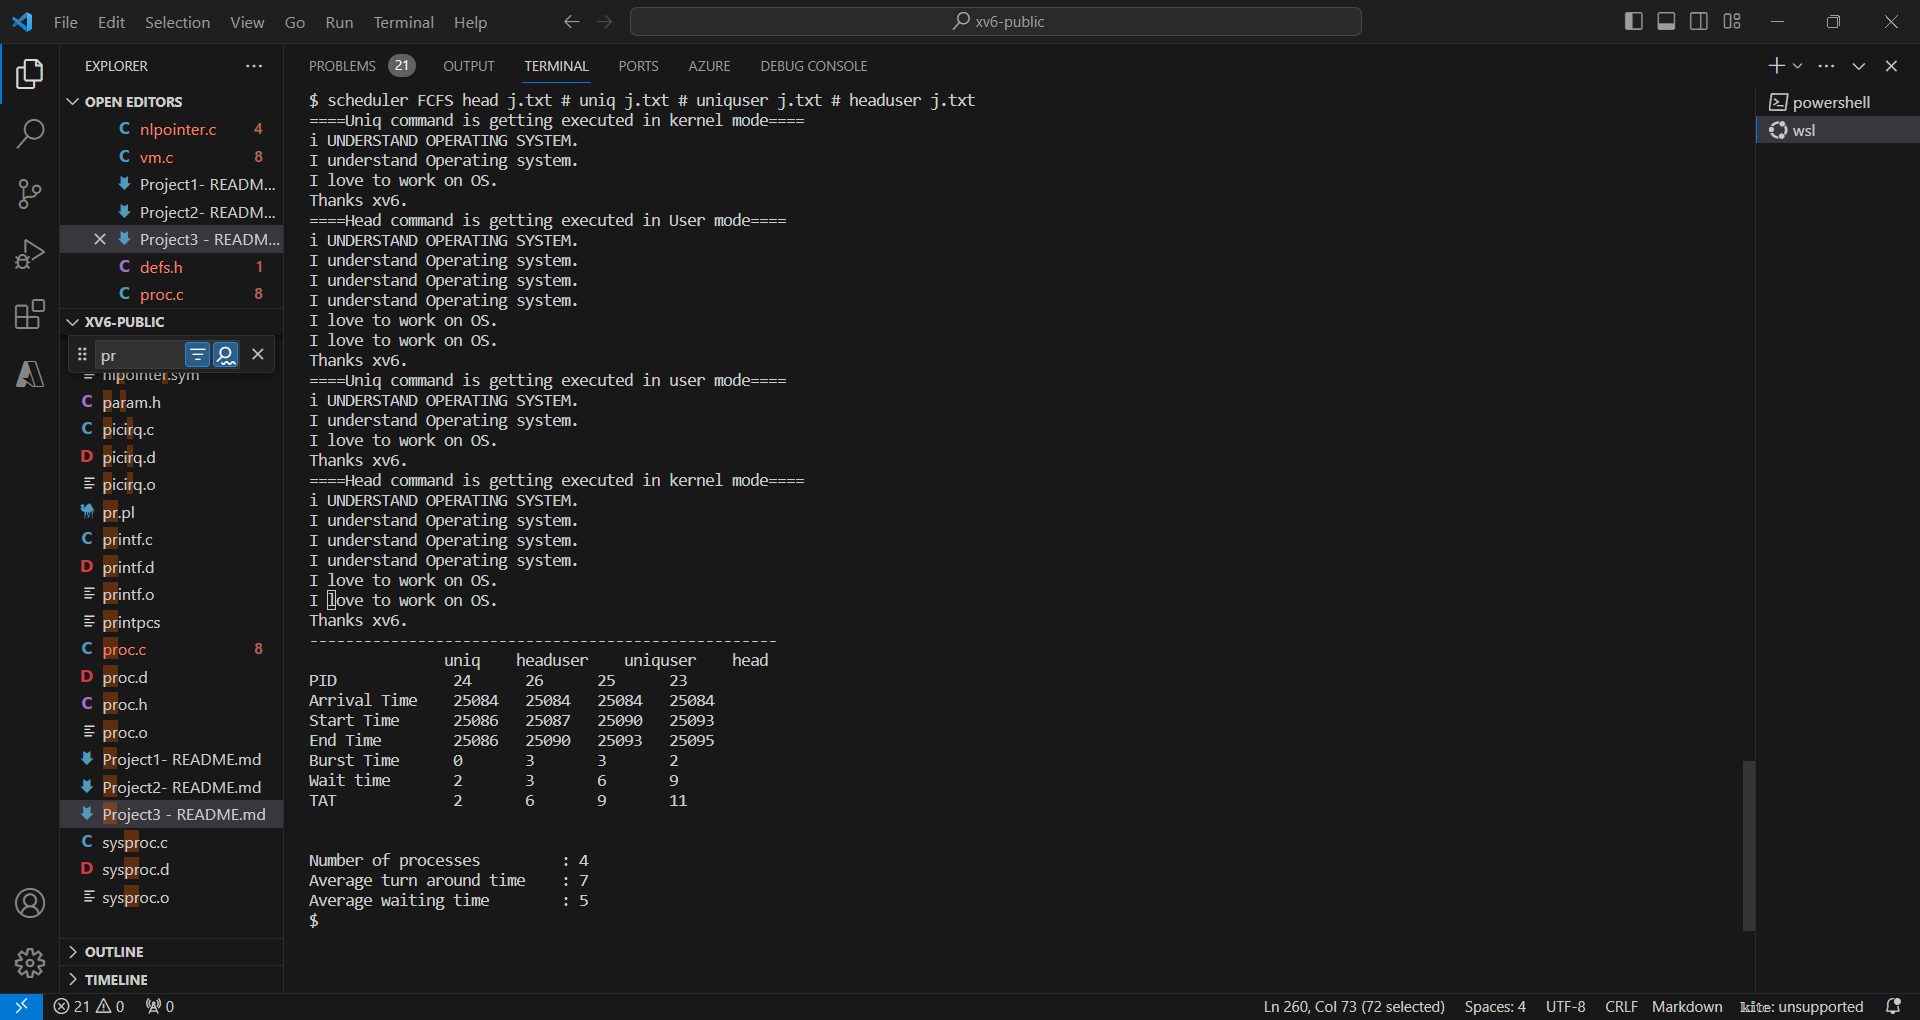 File Edit Selection View Go Run Terminal Help xv6-public
EXPLORER
OPEN EDITORS
C nlpointer.c 4
C vm.c 8
Project1- READM...
Project2- READM...
Project3 - READM...
C defs.h 1
C proc.c 8
XV6-PUBLIC
pr
nlpointer.sym
C param.h
C picirq.c
D picirq.d
picirq.o
pr.pl
C printf.c
D printf.d
printf.o
printpcs
C proc.c 8
D proc.d
C proc.h
proc.o
Project1- README.md
Project2- README.md
Project3 - README.md
C sysproc.c
D sysproc.d
sysproc.o
OUTLINE
TIMELINE
PROBLEMS 21 OUTPUT TERMINAL PORTS AZURE DEBUG CONSOLE
$ scheduler FCFS head j.txt # uniq j.txt # uniquser j.txt # headuser j.txt
====Uniq command is getting executed in kernel mode====
i UNDERSTAND OPERATING SYSTEM.
I understand Operating system.
I love to work on OS.
Thanks xv6.
====Head command is getting executed in User mode====
i UNDERSTAND OPERATING SYSTEM.
I understand Operating system.
I understand Operating system.
I understand Operating system.
I love to work on OS.
I love to work on OS.
Thanks xv6.
====Uniq command is getting executed in user mode====
i UNDERSTAND OPERATING SYSTEM.
I understand Operating system.
I love to work on OS.
Thanks xv6.
====Head command is getting executed in kernel mode====
i UNDERSTAND OPERATING SYSTEM.
I understand Operating system.
I understand Operating system.
I understand Operating system.
I love to work on OS.
I love to work on OS.
Thanks xv6.
----------------------------------------------------
uniq headuser uniquser head
PID 24 26 25 23
Arrival Time 25084 25084 25084 25084
Start Time 25086 25087 25090 25093
End Time 25086 25090 25093 25095
Burst Time 0 3 3 2
Wait time 2 3 6 9
TAT 2 6 9 11
Number of processes : 4
Average turn around time : 7
Average waiting time : 5
$
powershell
wsl
21 0 0 Ln 260, Col 73 (72 selected) Spaces: 4 UTF-8 CRLF Markdown kite: unsupported